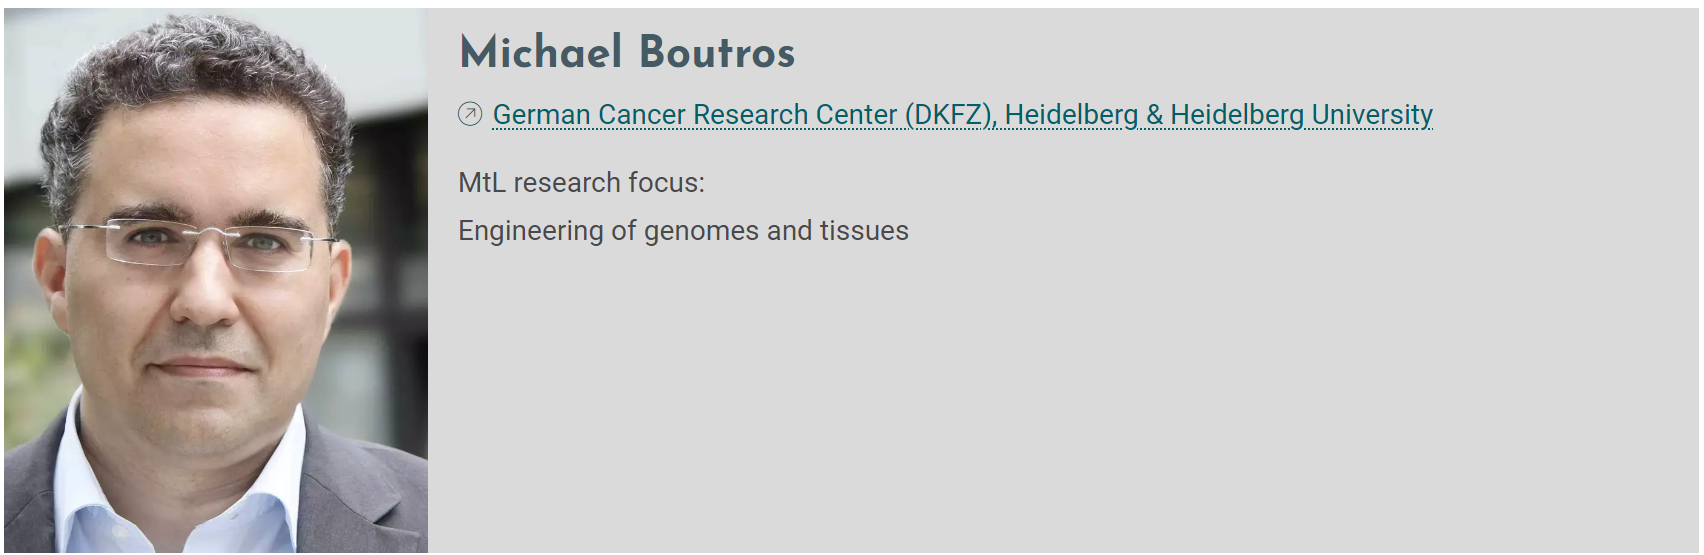 Michael Boutros
German Cancer Research Center (DKFZ), Heidelberg & Heidelberg University
MtL research focus:
Engineering of genomes and tissues